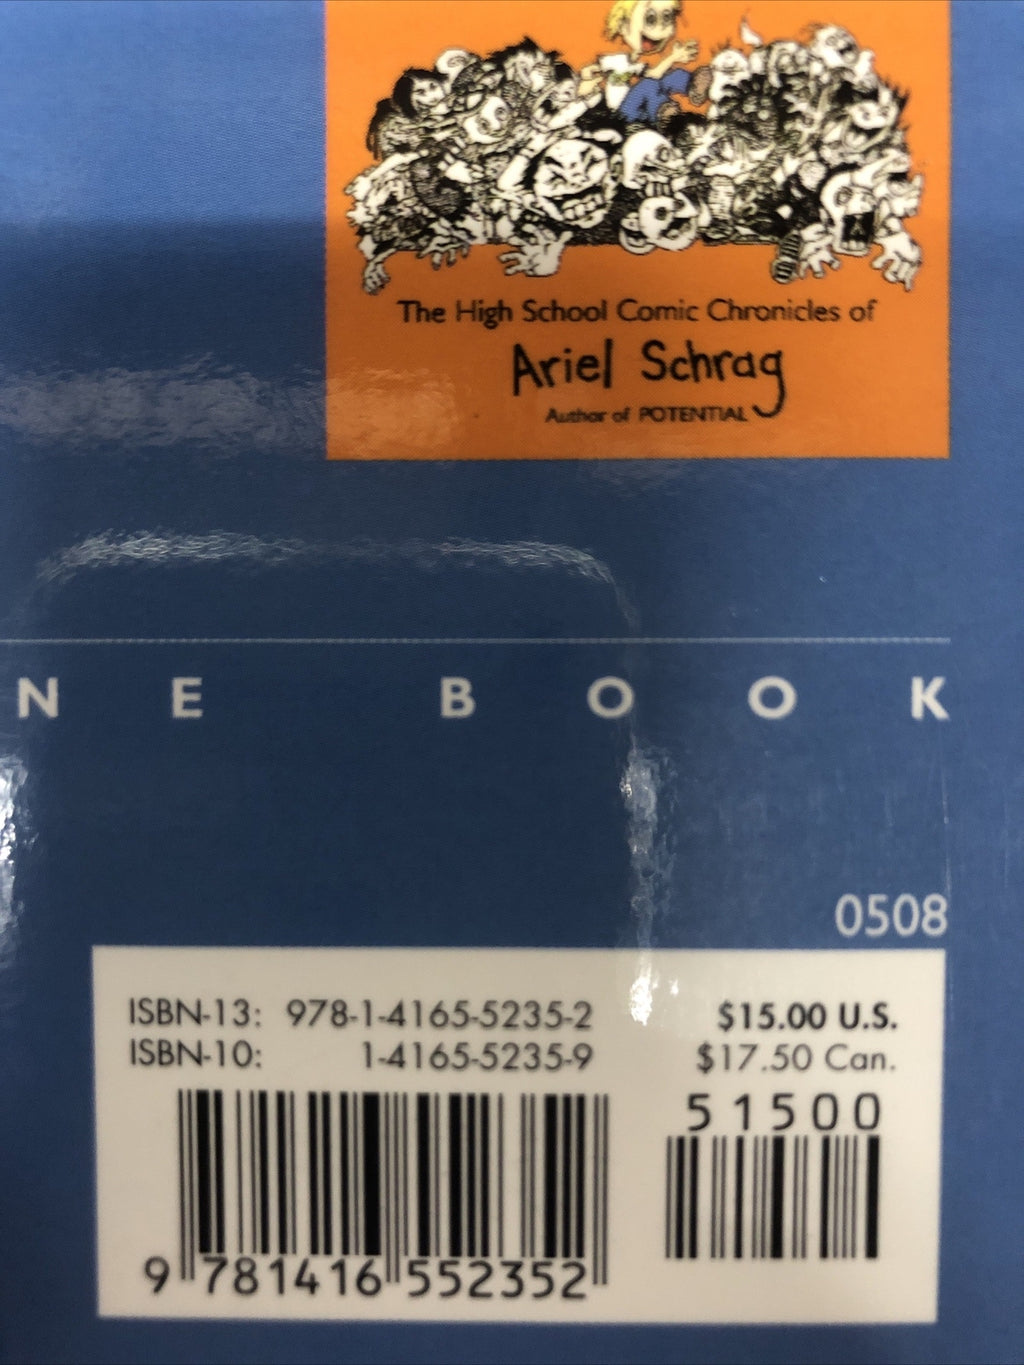 The High School Comic Chronicles of
Ariel Schrag
Author of POTENTIAL
N E B O O K
0508
ISBN-13: 978-1-4165-5235-2 $15.00 U.S.
ISBN-10: 1-4165-5235-9 $17.50 Can.
51500
9 781416 552352